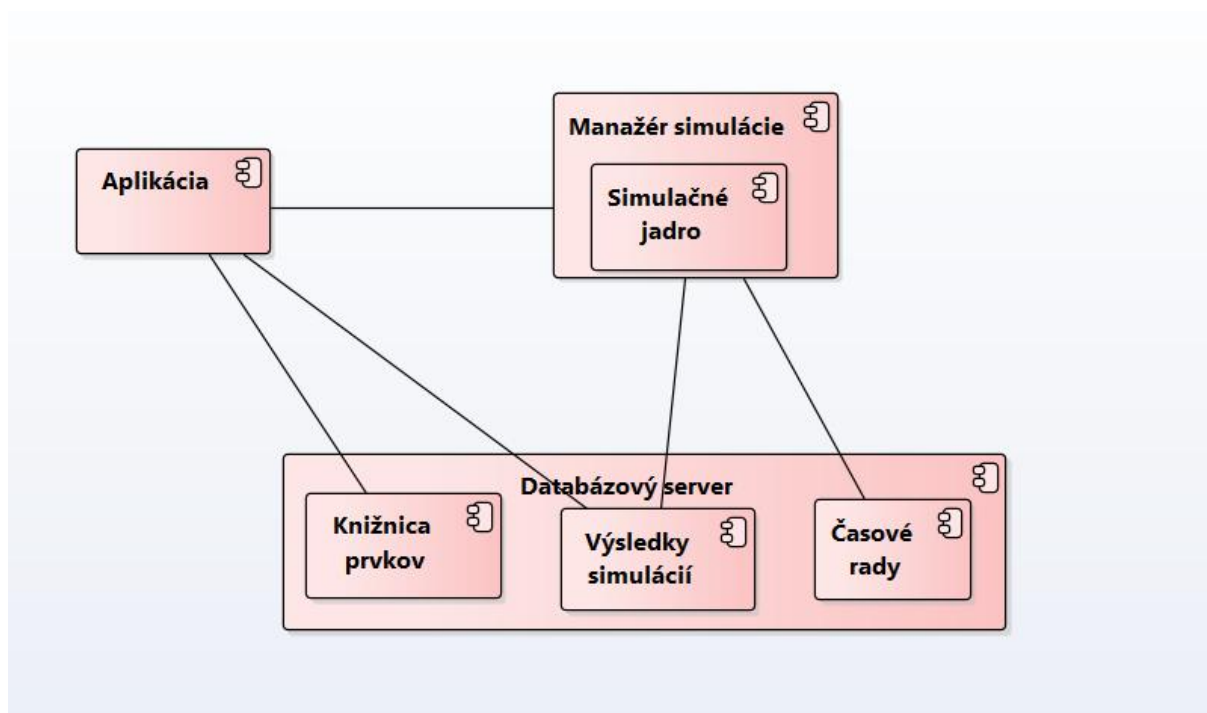 Manažér simulácie
Aplikácia
Simulačné
jadro
Databázový server
Knižnica
prvkov
Výsledky
simulácií
Časové
rady